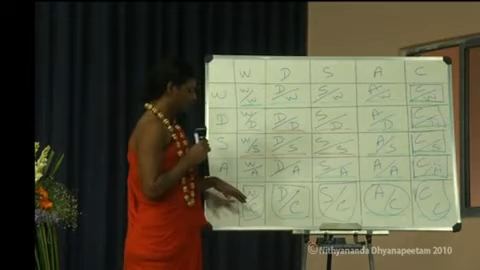 W D S A C
W W/W D/W S/W A/W S/W
D W/D D/D S/D A/D
S W/S D/S S/S A/S
A W/A D/A S/A A/A
D/C S/C A/C C/C
©Nithyananda Dhyanapeetam 2010